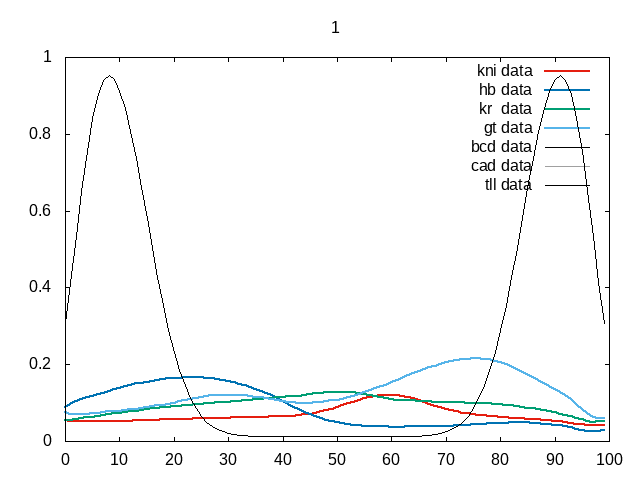 1
1
0.8
0.6
0.4
0.2
0
0 10 20 30 40 50 60 70 80 90 100
kni data
hb data
kr  data
gt data
bcd data
cad data
tll data